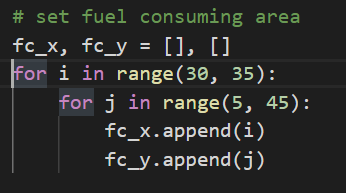 # set fuel consuming area
fc_x, fc_y = [], []
for i in range(30, 35):
    for j in range(5, 45):
        fc_x.append(i)
        fc_y.append(j)